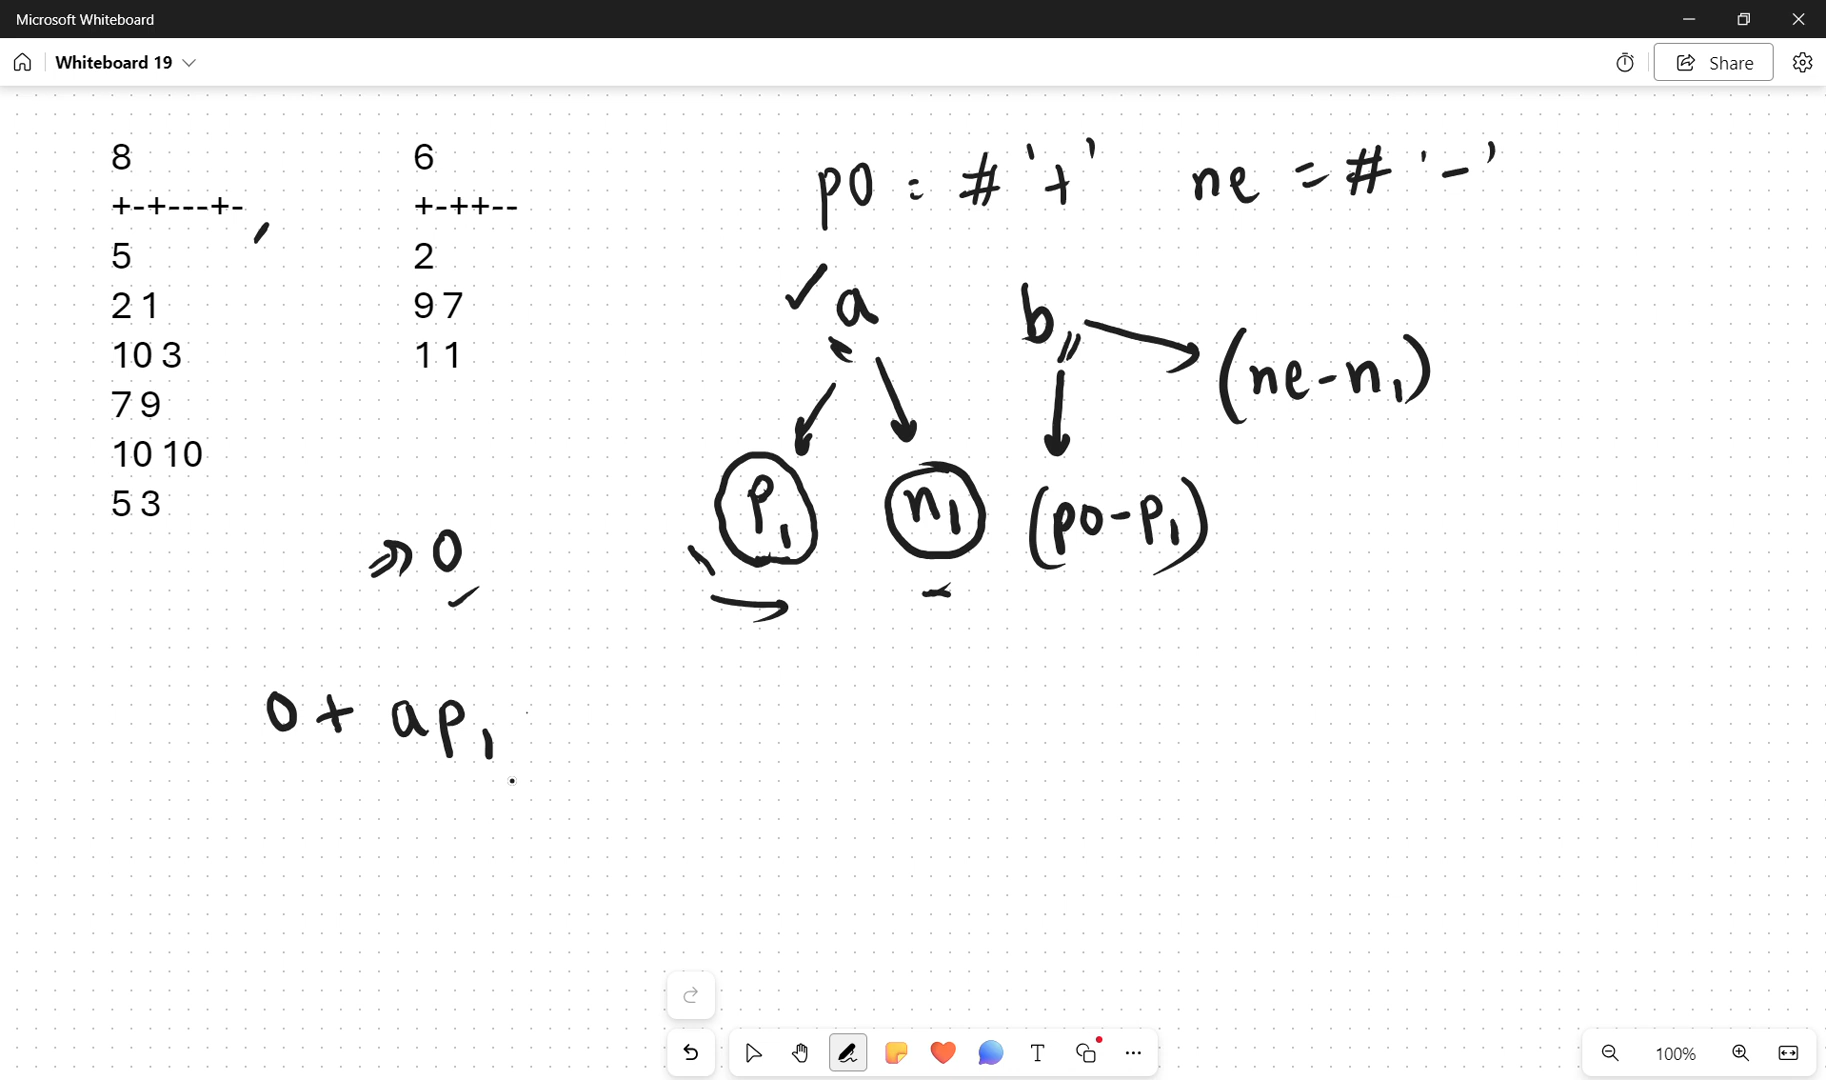 Microsoft Whiteboard
Whiteboard 19
Share
8
+-+---+-
5
2 1
10 3
7 9
10 10
5 3
6
+-++--
2
9 7
1 1
po = # '+' ne = # '-'
a b
(ne-n1)
p1 n1 (po-p1)
0
0 + ap1
T
100%